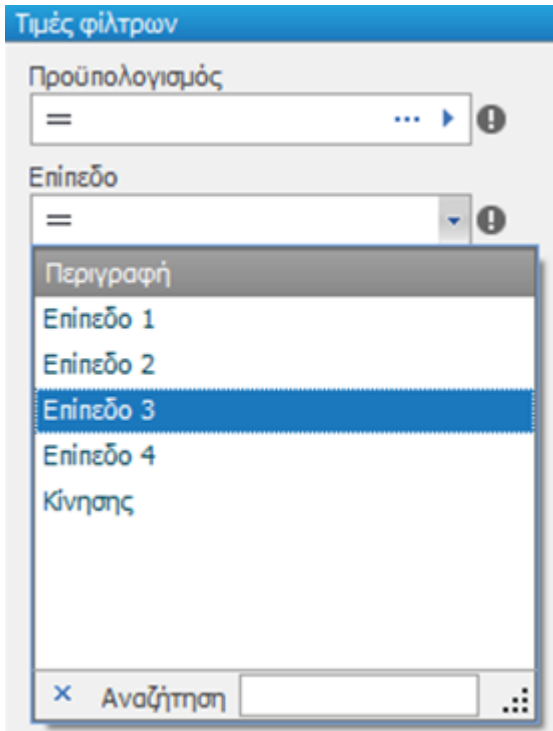 Τιμές φίλτρων
Προϋπολογισμός
=
Επίπεδο
=
Περιγραφή
Επίπεδο 1
Επίπεδο 2
Επίπεδο 3
Επίπεδο 4
Κίνησης
Αναζήτηση